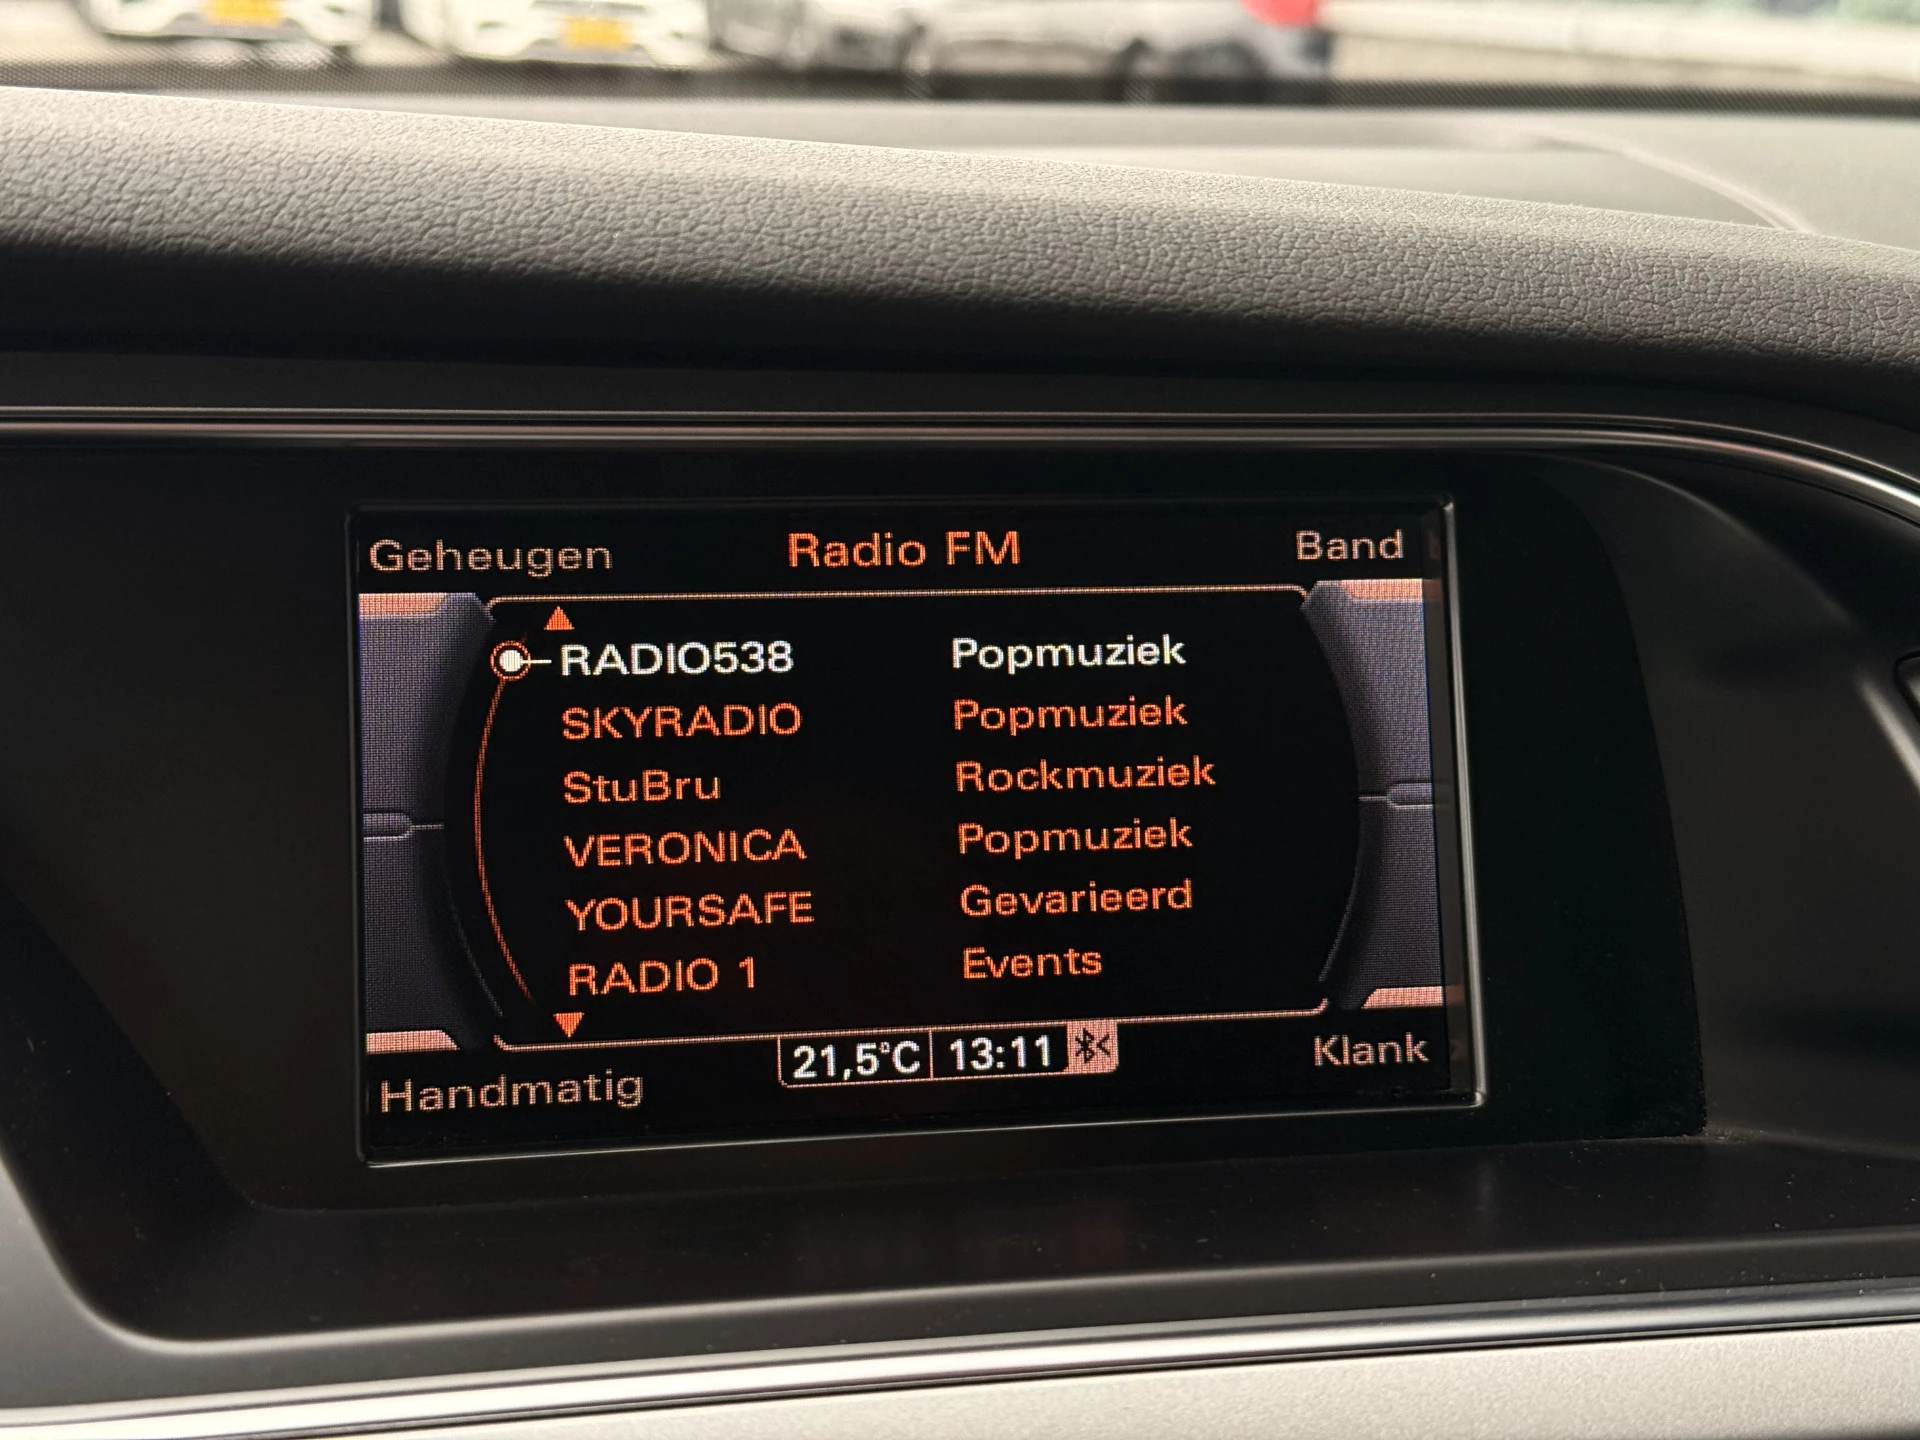 Geheugen Radio FM Band
RADIO538 Popmuziek
SKYRADIO Popmuziek
StuBru Rockmuziek
VERONICA Popmuziek
YOURSAFE Gevarieerd
RADIO 1 Events
Handmatig 21,5°C 13:11 Klank